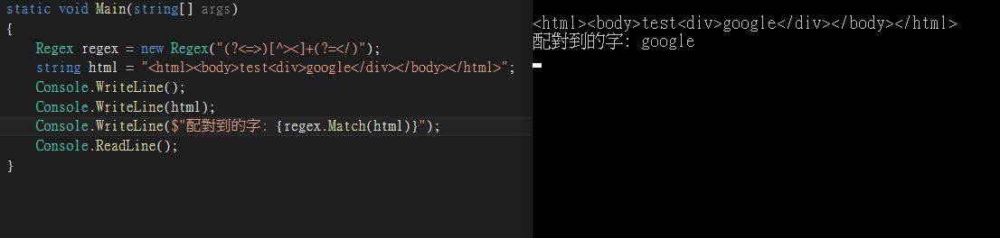 static void Main(string[] args)
{
    Regex regex = new Regex("(?<=>)[^><]+(?=</)");
    string html = "<html><body>test<div>google</div></body></html>";
    Console.WriteLine();
    Console.WriteLine(html);
    Console.WriteLine($"配對到的字: {regex.Match(html)}");
    Console.ReadLine();
}
<html><body>test<div>google</div></body></html>
配對到的字: google